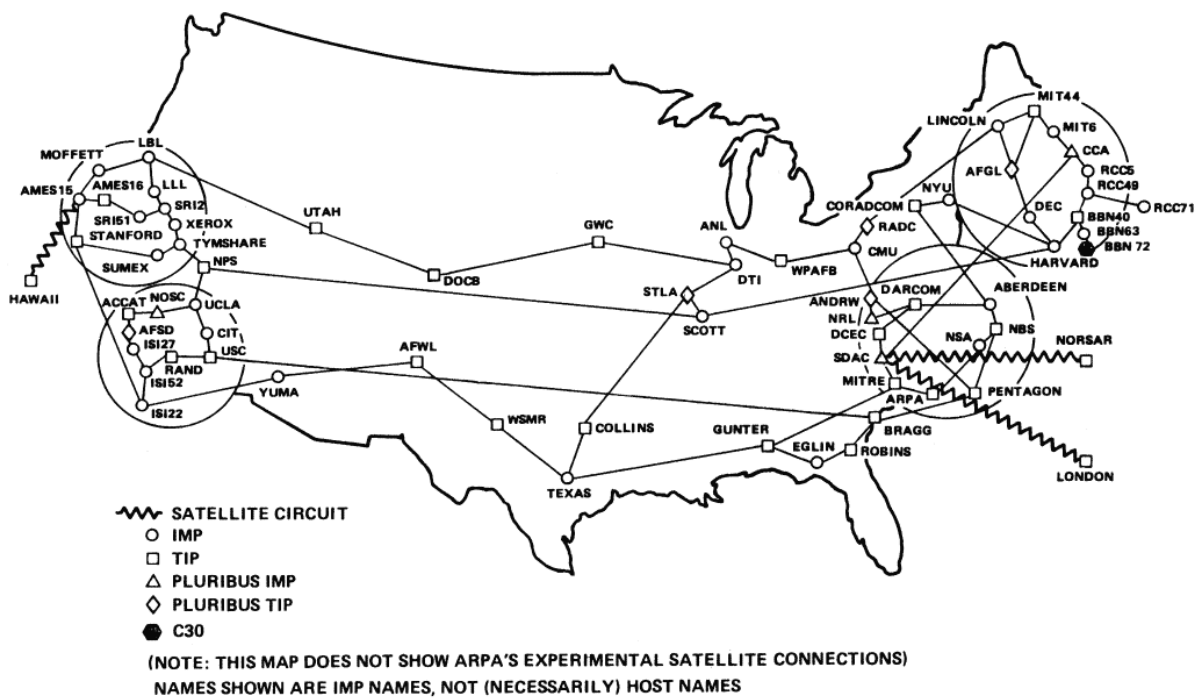 MIT44
LINCOLN
MIT6
MOFFETT
LBL
CCA
AFGL
RCC5
AMES15
AMES16
LLL
NYU
RCC49
SRI2
CORADCOM
DEC
RCC71
SRI51
XEROX
UTAH
GWC
ANL
RADC
BBN40
STANFORD
TYMSHARE
BBN63
SUMEX
CMU
BBN 72
WPAFB
HARVARD
NPS
DOCB
DTI
HAWAII
STLA
DARCOM
ABERDEEN
ACCAT
NOSC
UCLA
ANDRW
NRL
SCOTT
AFSD
CIT
DCEC
NSA
NBS
ISI27
USC
AFWL
SDAC
NORSAR
RAND
ISI52
MITRE
YUMA
ARPA
PENTAGON
ISI22
WSMR
COLLINS
GUNTER
BRAGG
EGLIN
ROBINS
TEXAS
LONDON
SATELLITE CIRCUIT
IMP
TIP
PLURIBUS IMP
PLURIBUS TIP
C30
(NOTE: THIS MAP DOES NOT SHOW ARPA'S EXPERIMENTAL SATELLITE CONNECTIONS)
NAMES SHOWN ARE IMP NAMES, NOT (NECESSARILY) HOST NAMES